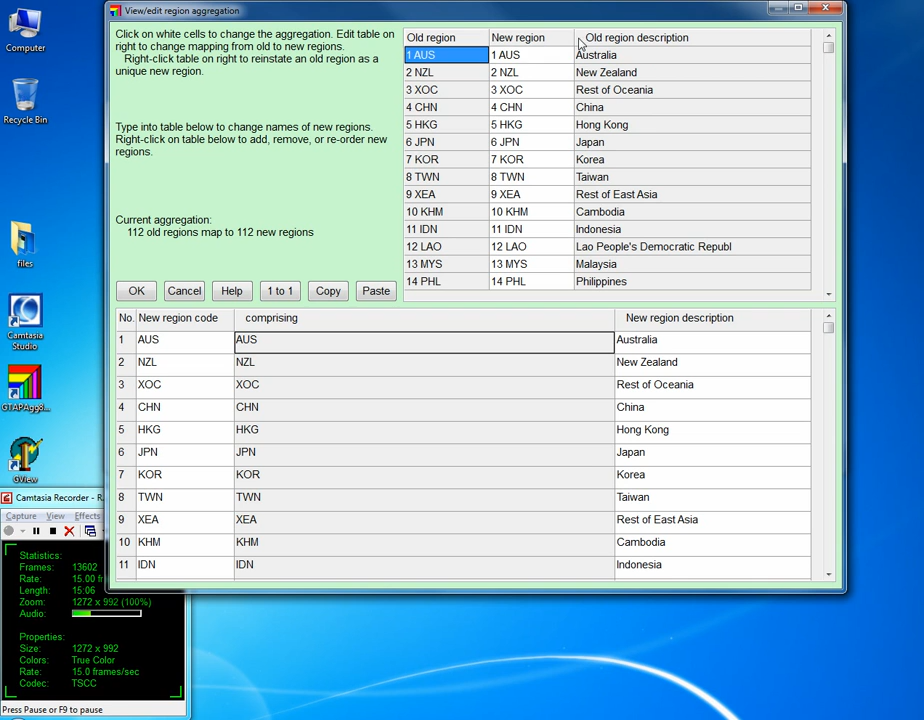 Computer
Recycle Bin
files
Camtasia
Studio
GTAPAgg8...
GView
View/edit region aggregation
Click on white cells to change the aggregation. Edit table on
right to change mapping from old to new regions.
Right-click table on right to reinstate an old region as a
unique new region.
Type into table below to change names of new regions.
Right-click on table below to add, remove, or re-order new
regions.
Current aggregation:
112 old regions map to 112 new regions
OK Cancel Help 1 to 1 Copy Paste
Old region New region Old region description
1 AUS 1 AUS Australia
2 NZL 2 NZL New Zealand
3 XOC 3 XOC Rest of Oceania
4 CHN 4 CHN China
5 HKG 5 HKG Hong Kong
6 JPN 6 JPN Japan
7 KOR 7 KOR Korea
8 TWN 8 TWN Taiwan
9 XEA 9 XEA Rest of East Asia
10 KHM 10 KHM Cambodia
11 IDN 11 IDN Indonesia
12 LAO 12 LAO Lao People's Democratic Republ
13 MYS 13 MYS Malaysia
14 PHL 14 PHL Philippines
No. New region code comprising New region description
1 AUS AUS Australia
2 NZL NZL New Zealand
3 XOC XOC Rest of Oceania
4 CHN CHN China
5 HKG HKG Hong Kong
6 JPN JPN Japan
7 KOR KOR Korea
8 TWN TWN Taiwan
9 XEA XEA Rest of East Asia
10 KHM KHM Cambodia
11 IDN IDN Indonesia
Camtasia Recorder - R
Capture View Effects
Statistics:
Frames: 13602
Rate: 15.00 fr
Length: 15:06
Zoom: 1272 x 992 (100%)
Audio:
Properties:
Size: 1272 x 992
Colors: True Color
Rate: 15.0 frames/sec
Codec: TSCC
Press Pause or F9 to pause